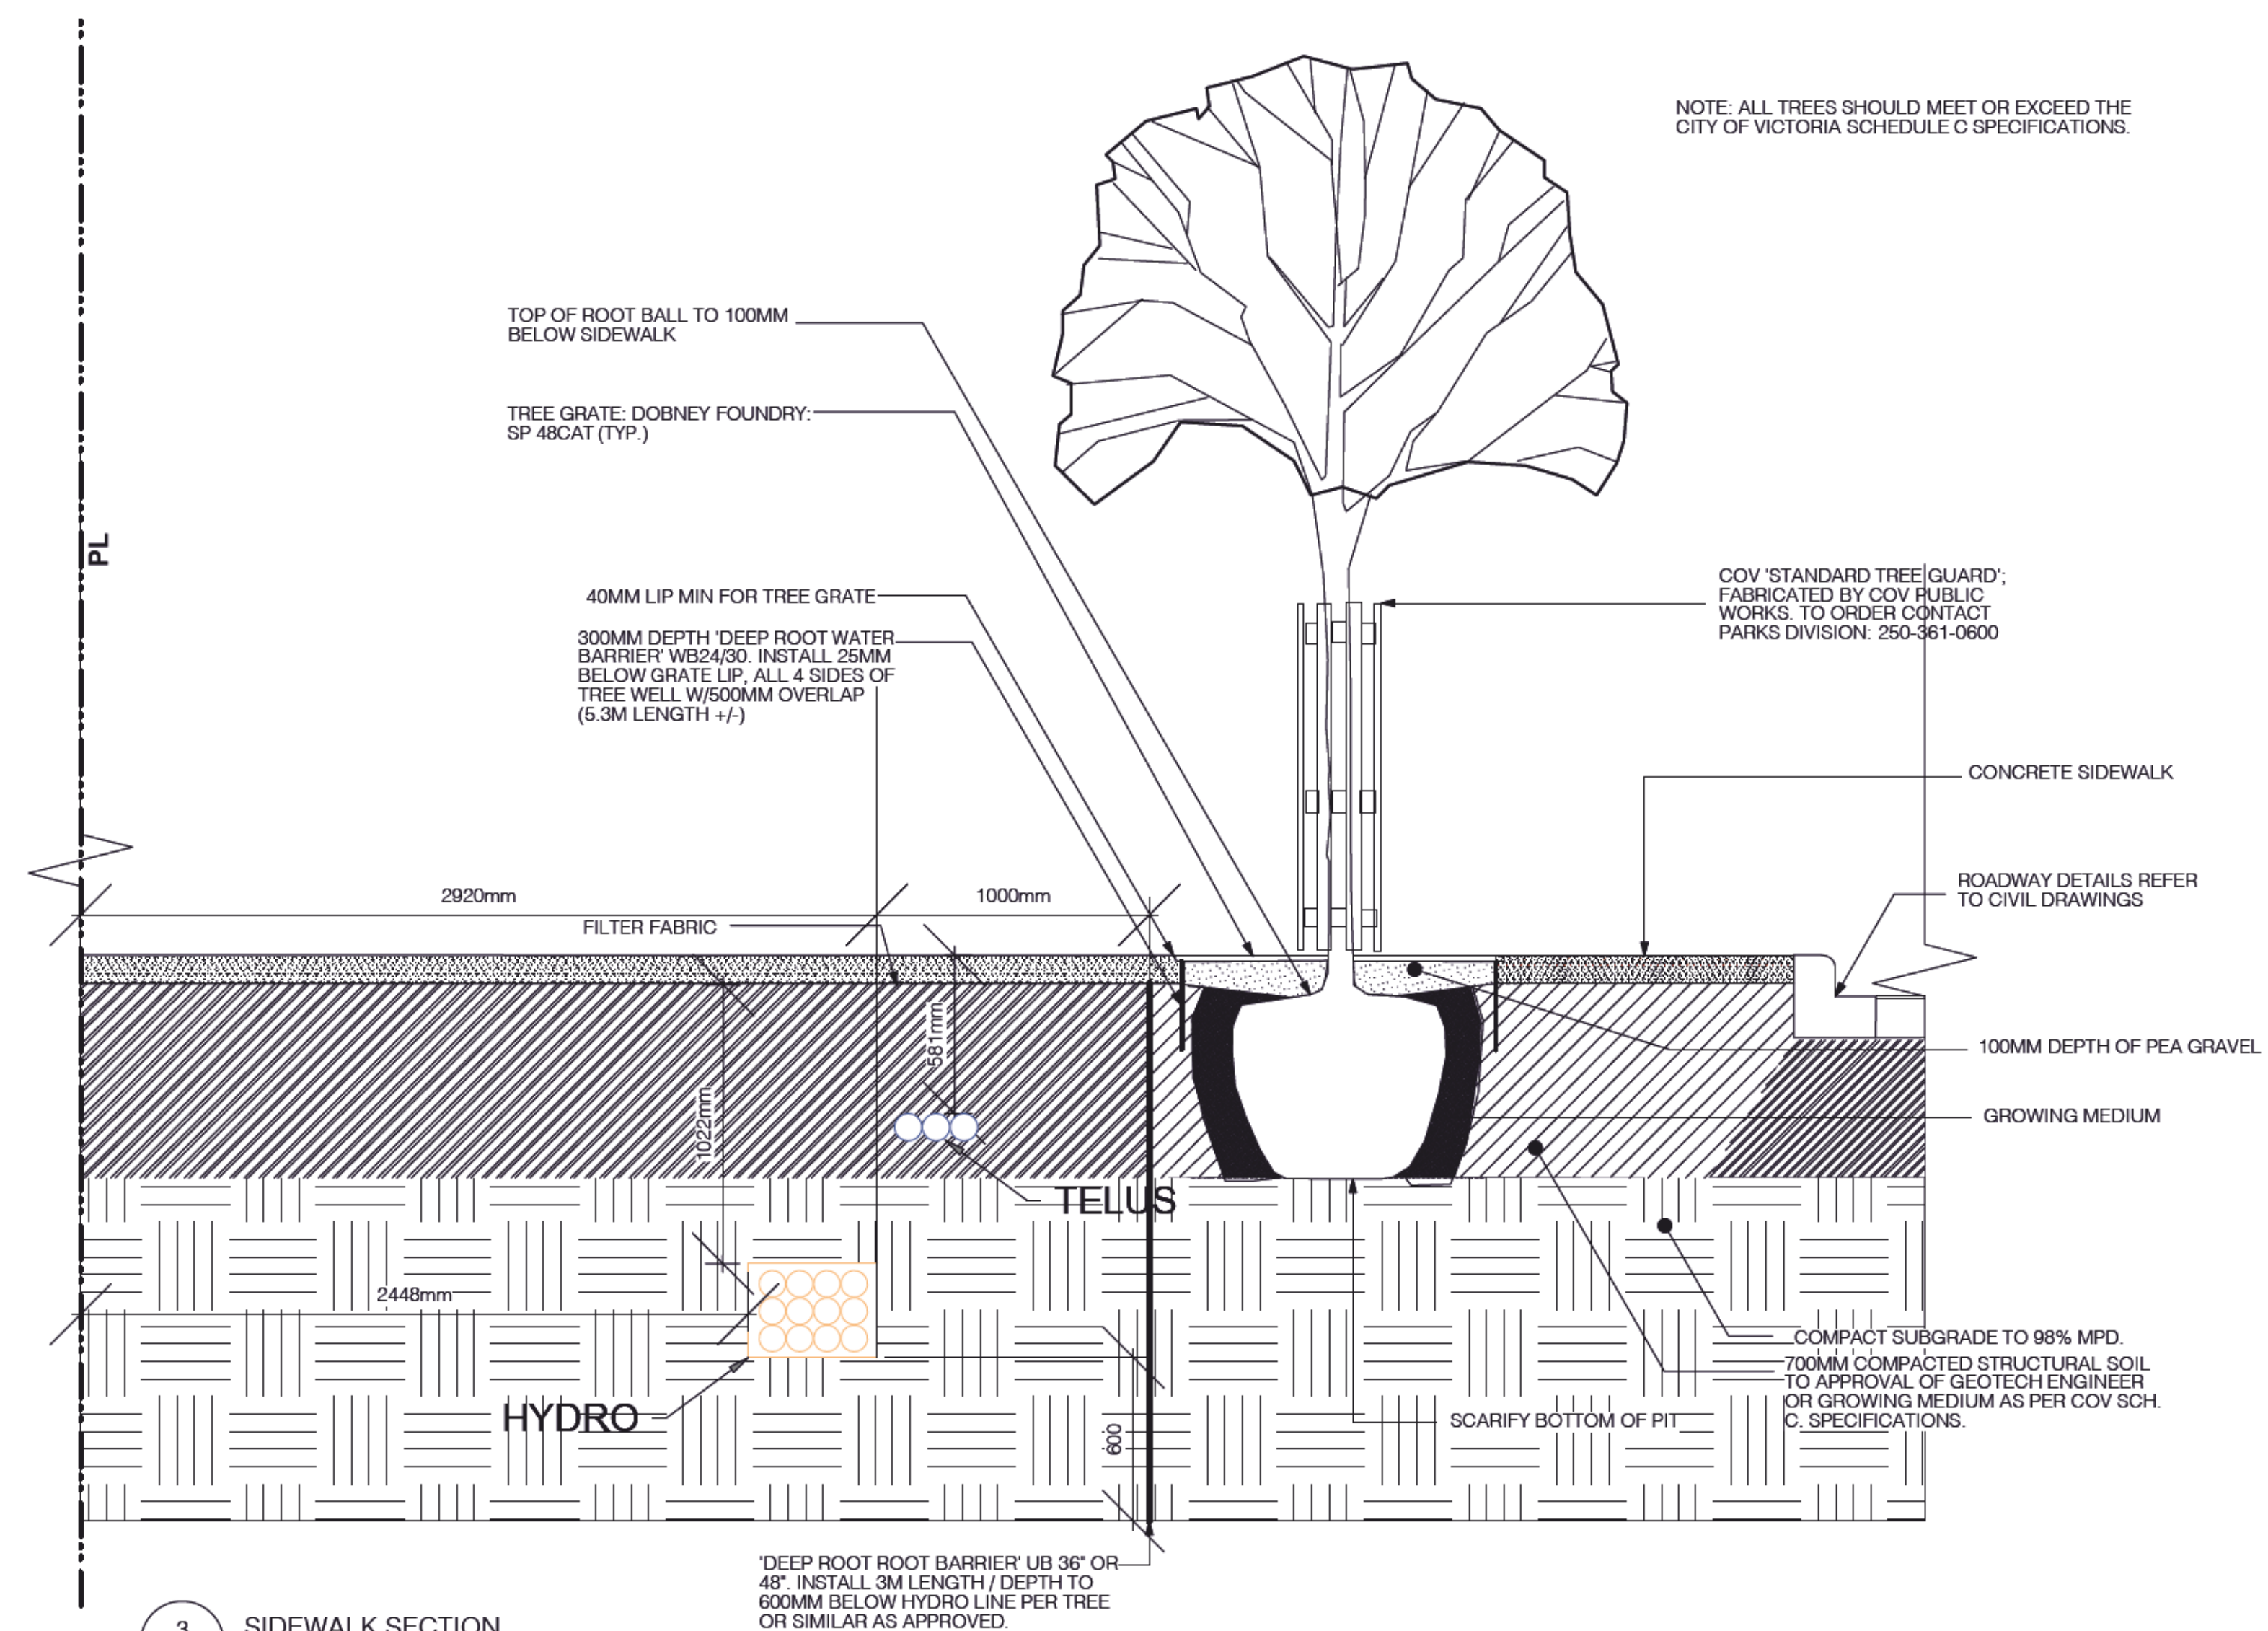 NOTE: ALL TREES SHOULD MEET OR EXCEED THE
CITY OF VICTORIA SCHEDULE C SPECIFICATIONS.
TOP OF ROOT BALL TO 100MM
BELOW SIDEWALK
TREE GRATE: DOBNEY FOUNDRY:
SP 48CAT (TYP.)
PL
40MM LIP MIN FOR TREE GRATE
300MM DEPTH 'DEEP ROOT WATER
BARRIER' WB24/30. INSTALL 25MM
BELOW GRATE LIP, ALL 4 SIDES OF
TREE WELL W/500MM OVERLAP
(5.3M LENGTH +/-)
COV 'STANDARD TREE GUARD';
FABRICATED BY COV PUBLIC
WORKS. TO ORDER CONTACT
PARKS DIVISION: 250-361-0600
CONCRETE SIDEWALK
ROADWAY DETAILS REFER
TO CIVIL DRAWINGS
2920mm
1000mm
FILTER FABRIC
581mm
1022mm
100MM DEPTH OF PEA GRAVEL
GROWING MEDIUM
TELUS
2448mm
HYDRO
600
COMPACT SUBGRADE TO 98% MPD.
700MM COMPACTED STRUCTURAL SOIL
TO APPROVAL OF GEOTECH ENGINEER
OR GROWING MEDIUM AS PER COV SCH.
C. SPECIFICATIONS.
SCARIFY BOTTOM OF PIT
'DEEP ROOT ROOT BARRIER' UB 36" OR
48". INSTALL 3M LENGTH / DEPTH TO
600MM BELOW HYDRO LINE PER TREE
OR SIMILAR AS APPROVED.
3
SIDEWALK SECTION